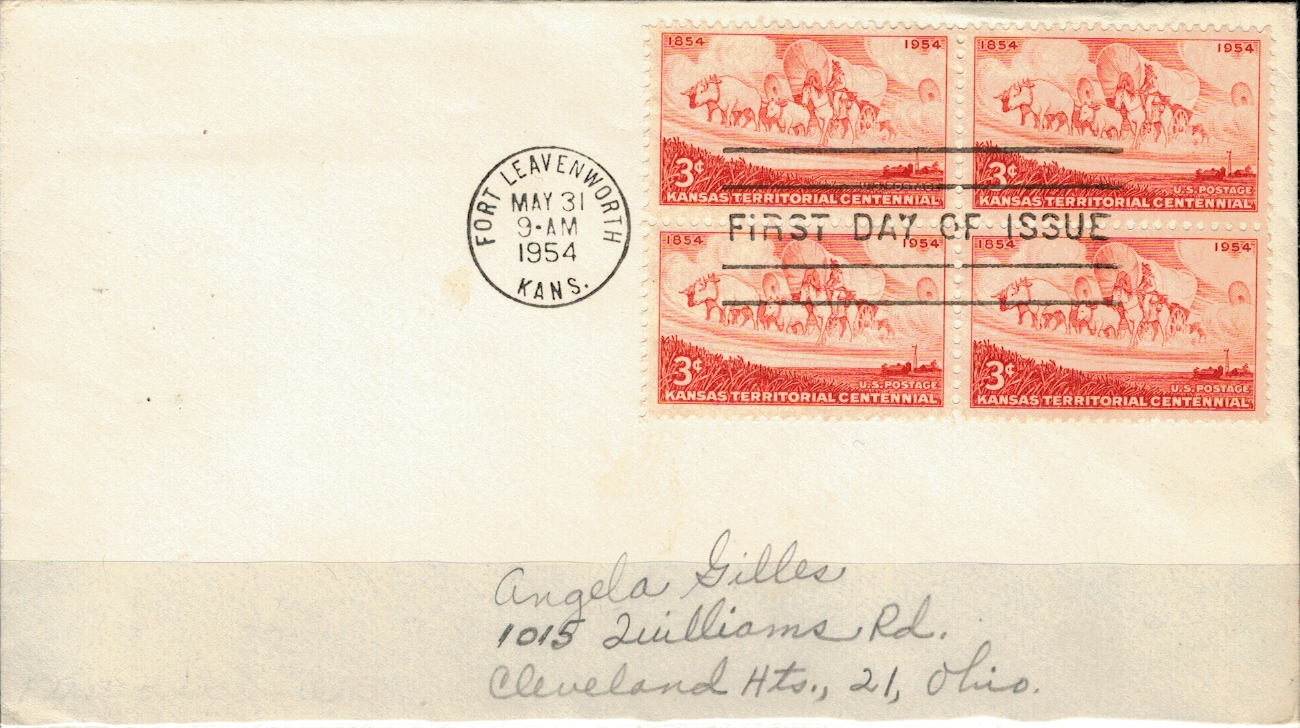 1854 1954
3¢
U.S. POSTAGE
KANSAS TERRITORIAL CENTENNIAL
1854 1954
3¢
U.S. POSTAGE
KANSAS TERRITORIAL CENTENNIAL
FORT LEAVENWORTH
MAY 31
9-AM
1954
KANS.
FIRST DAY OF ISSUE
1854 1954
3¢
U.S. POSTAGE
KANSAS TERRITORIAL CENTENNIAL
1854 1954
3¢
U.S. POSTAGE
KANSAS TERRITORIAL CENTENNIAL
Angela Gilles
1015 Quilliams Rd.
Cleveland Hts., 21, Ohio.